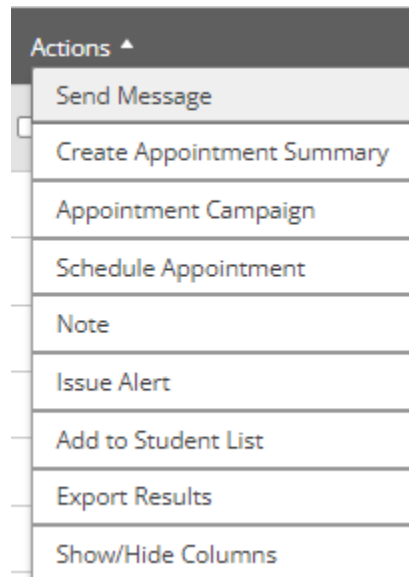 Actions
Send Message
Create Appointment Summary
Appointment Campaign
Schedule Appointment
Note
Issue Alert
Add to Student List
Export Results
Show/Hide Columns